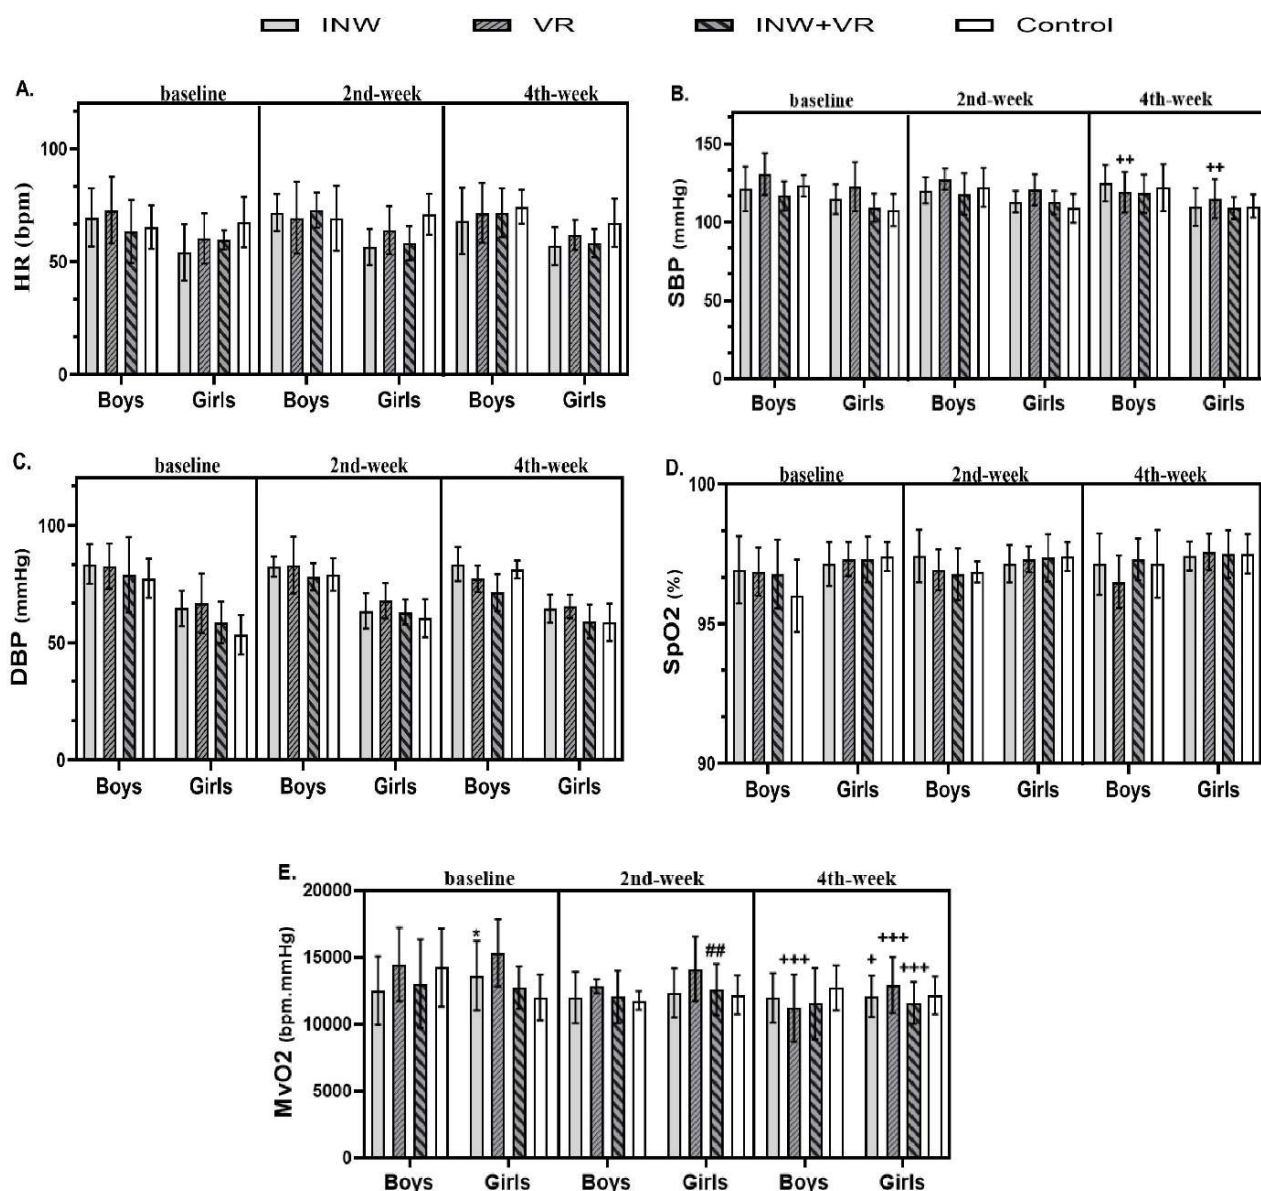 INW VR INW+VR Control
A.
baseline 2nd-week 4th-week
HR (bpm)
100
50
0
Boys Girls Boys Girls Boys Girls
B.
baseline 2nd-week 4th-week
SBP (mmHg)
150
100
50
0
++ ++
Boys Girls Boys Girls Boys Girls
C.
baseline 2nd-week 4th-week
DBP (mmHg)
100
50
0
Boys Girls Boys Girls Boys Girls
D.
baseline 2nd-week 4th-week
SpO2 (%)
100
95
90
Boys Girls Boys Girls Boys Girls
E.
baseline 2nd-week 4th-week
MvO2 (bpm.mmHg)
20000
15000
10000
5000
0
* ## +++ + +++ +++
Boys Girls Boys Girls Boys Girls